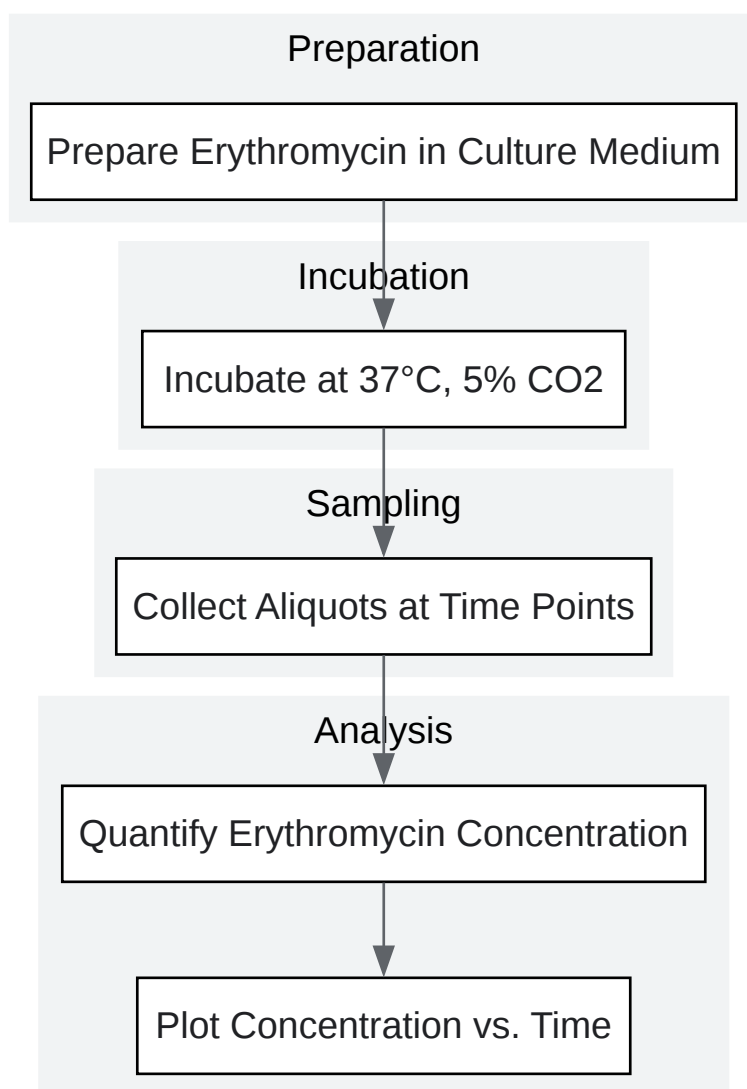 Preparation
Prepare Erythromycin in Culture Medium
Incubation
Incubate at 37°C, 5% CO2
Sampling
Collect Aliquots at Time Points
Analysis
Quantify Erythromycin Concentration
Plot Concentration vs. Time